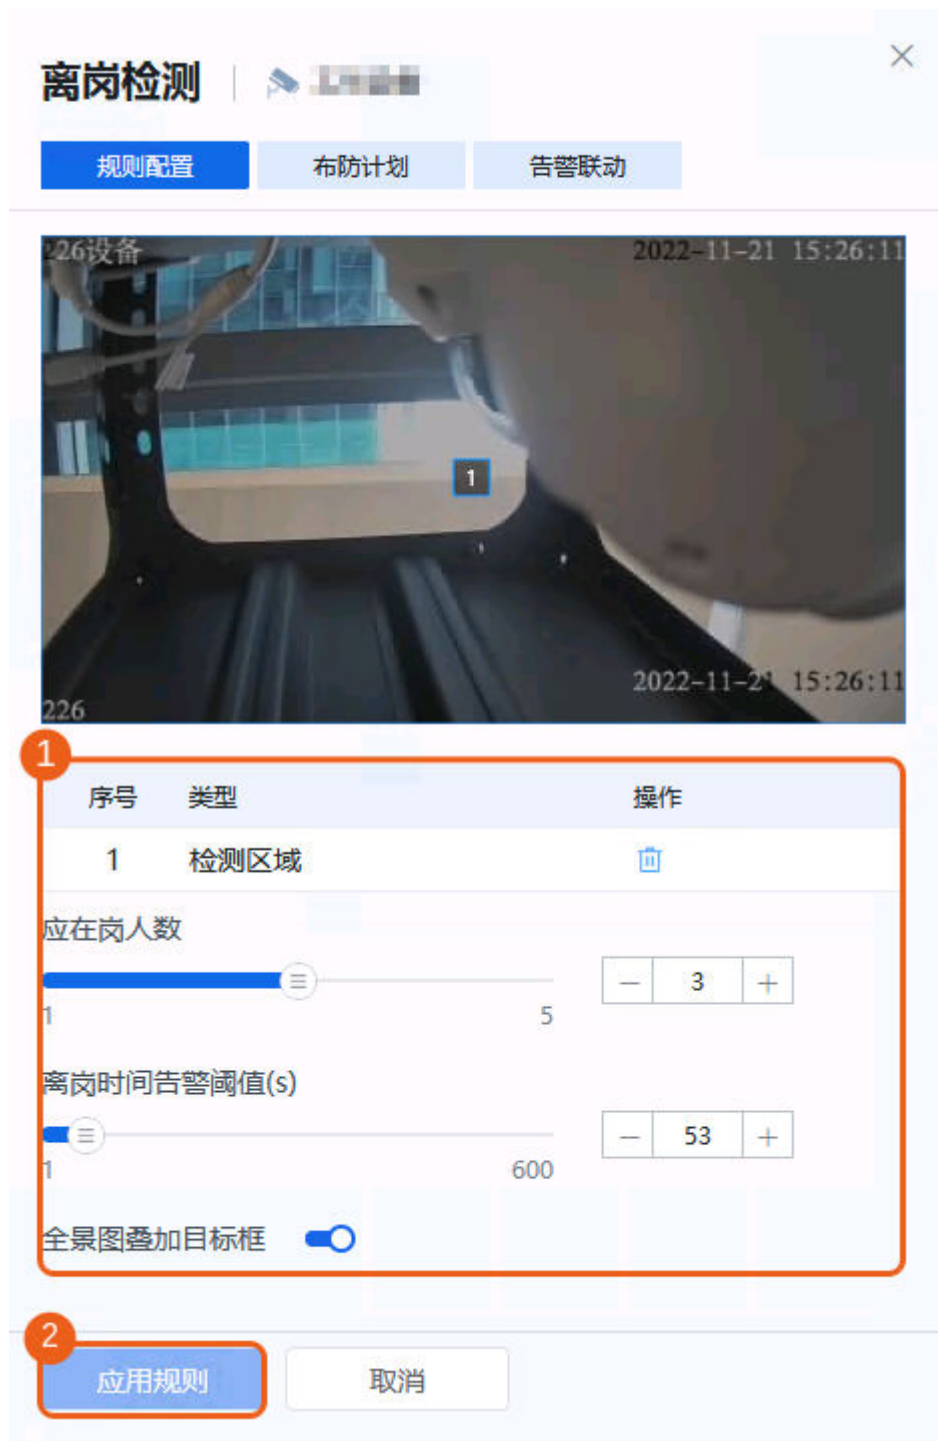 离岗检测
规则配置 布防计划 告警联动
226设备 2022-11-21 15:26:11
1
2022-11-21 15:26:11
226
1
序号 类型 操作
1 检测区域
应在岗人数
3
1 5
离岗时间告警阈值(s)
53
1 600
全景图叠加目标框
2
应用规则 取消